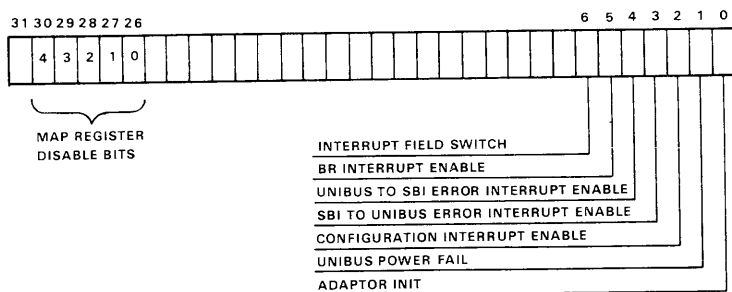 31 30 29 28 27 26 6 5 4 3 2 1 0
4 3 2 1 0
MAP REGISTER
DISABLE BITS
INTERRUPT FIELD SWITCH
BR INTERRUPT ENABLE
UNIBUS TO SBI ERROR INTERRUPT ENABLE
SBI TO UNIBUS ERROR INTERRUPT ENABLE
CONFIGURATION INTERRUPT ENABLE
UNIBUS POWER FAIL
ADAPTOR INIT